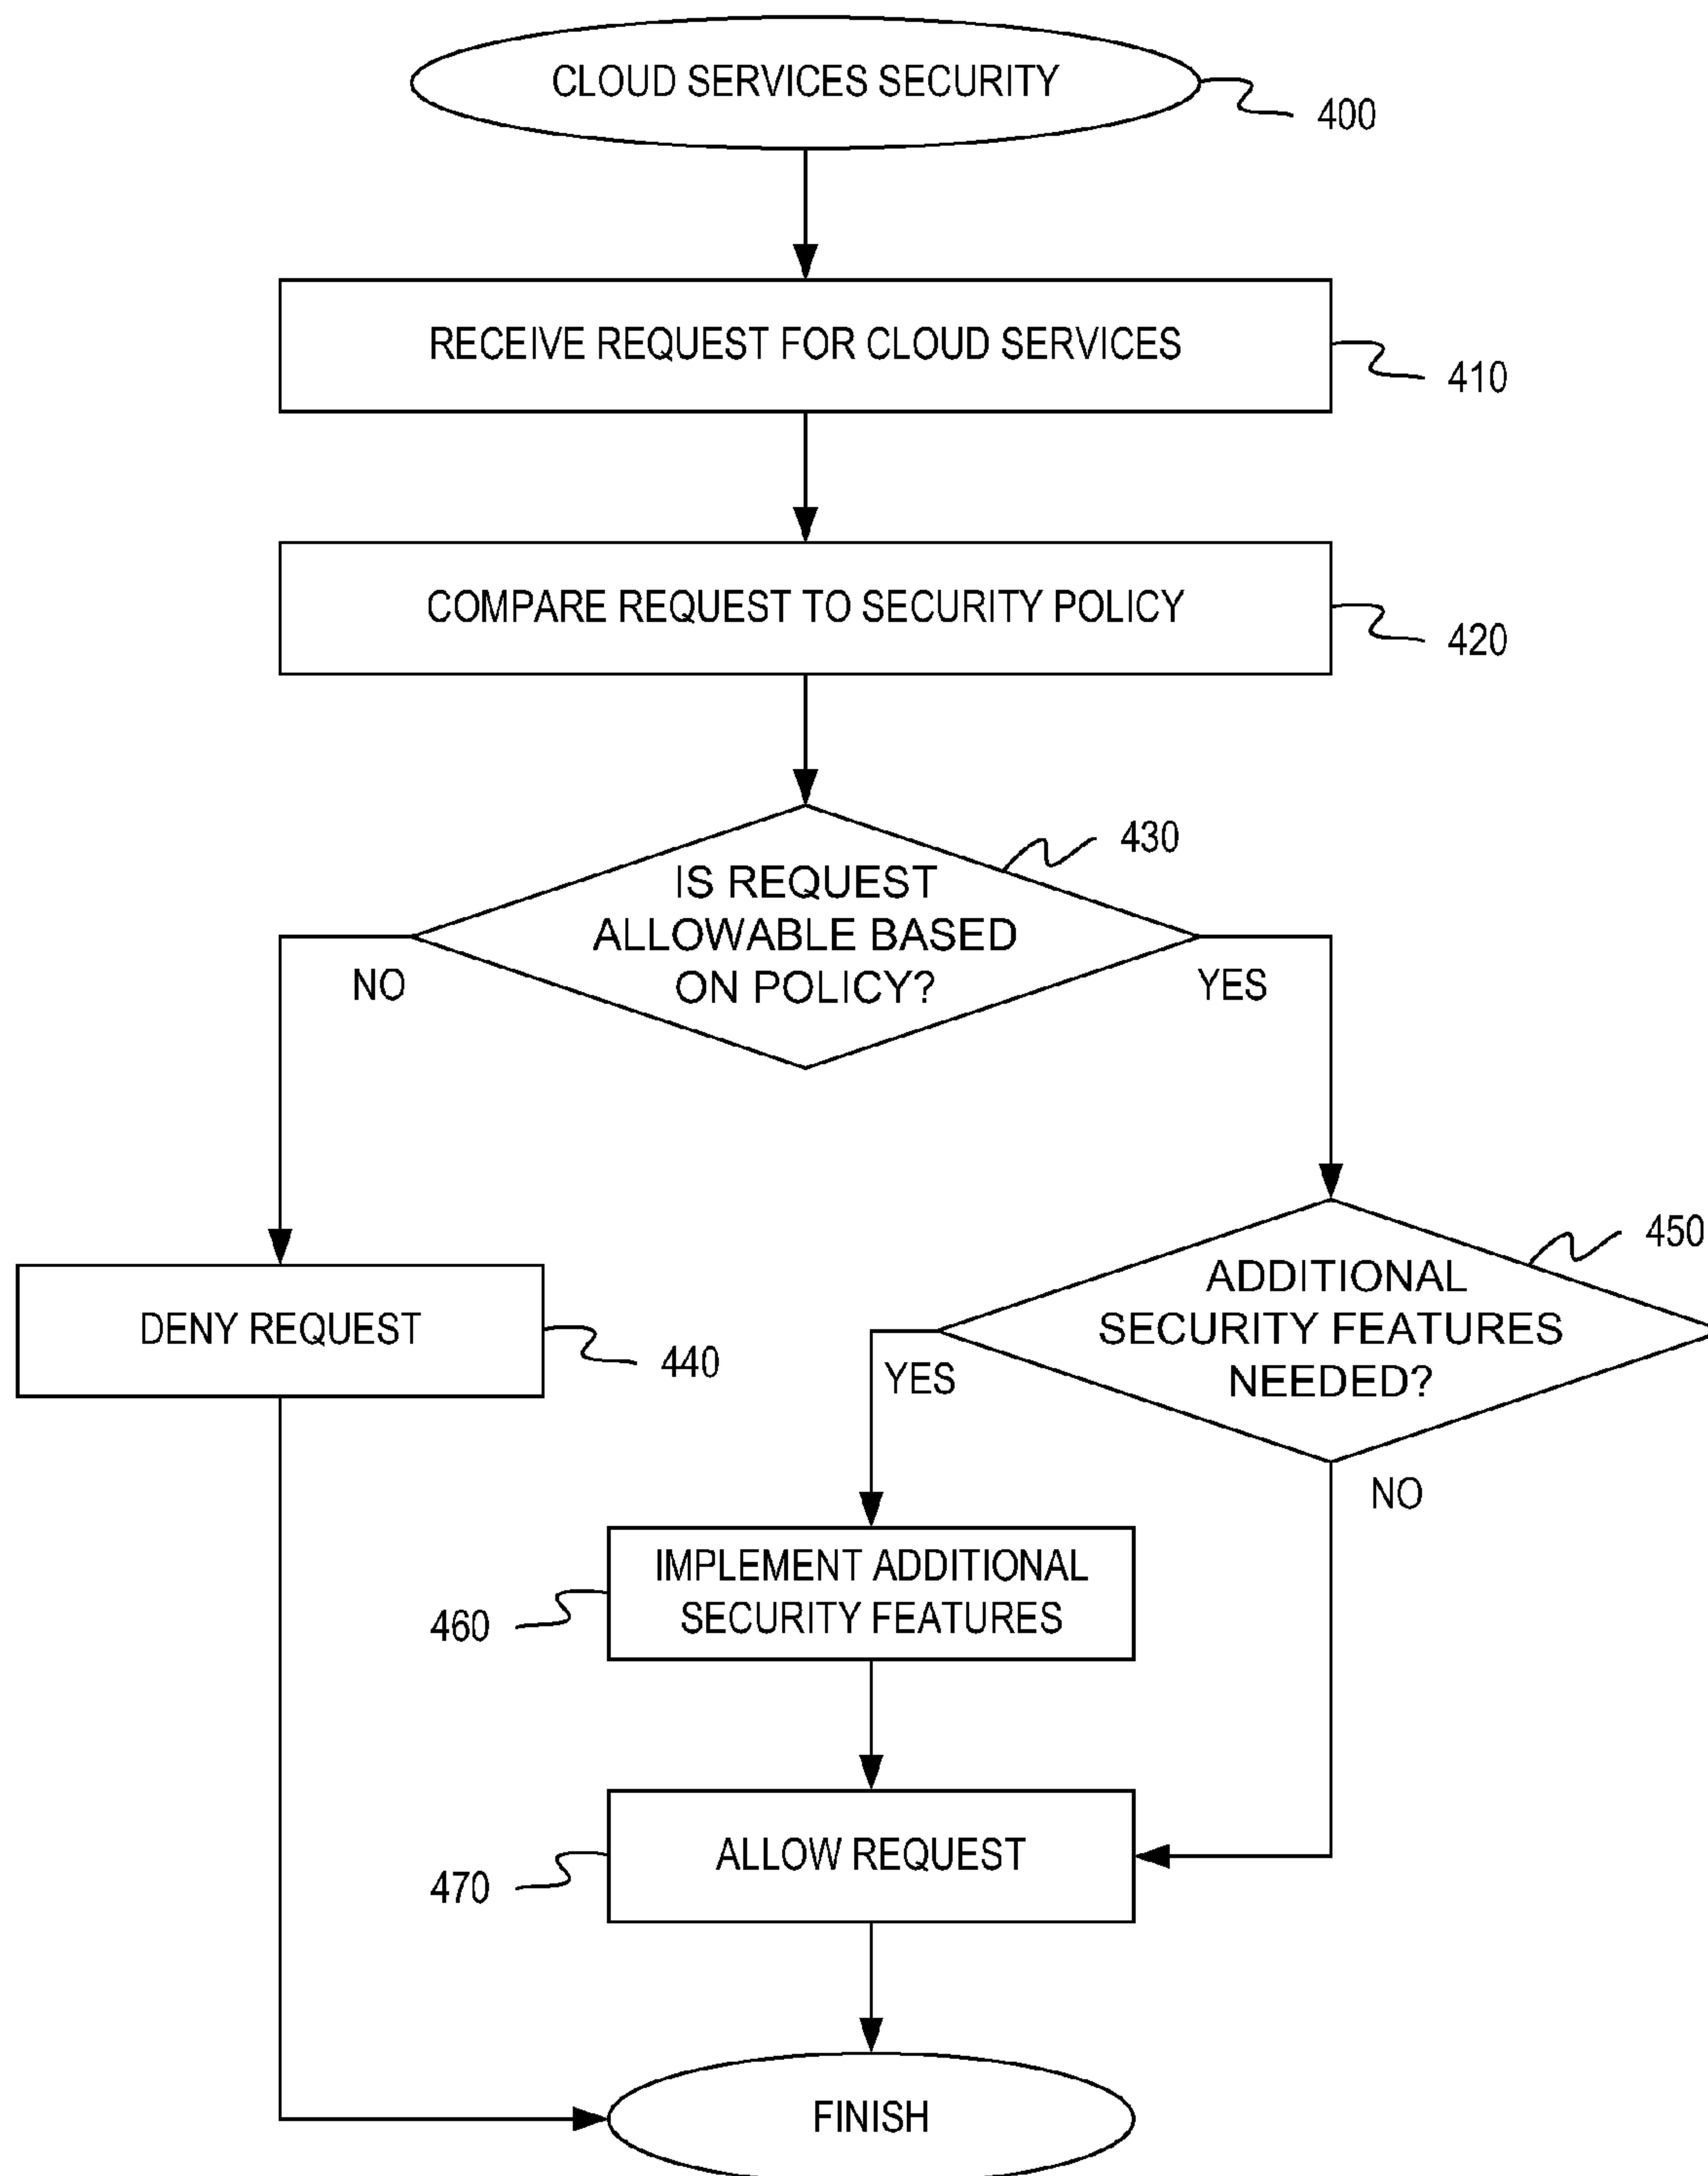 CLOUD SERVICES SECURITY
400
RECEIVE REQUEST FOR CLOUD SERVICES
410
COMPARE REQUEST TO SECURITY POLICY
420
430
IS REQUEST
ALLOWABLE BASED
ON POLICY?
NO
YES
450
ADDITIONAL
SECURITY FEATURES
NEEDED?
DENY REQUEST
440
YES
NO
IMPLEMENT ADDITIONAL
SECURITY FEATURES
460
ALLOW REQUEST
470
FINISH